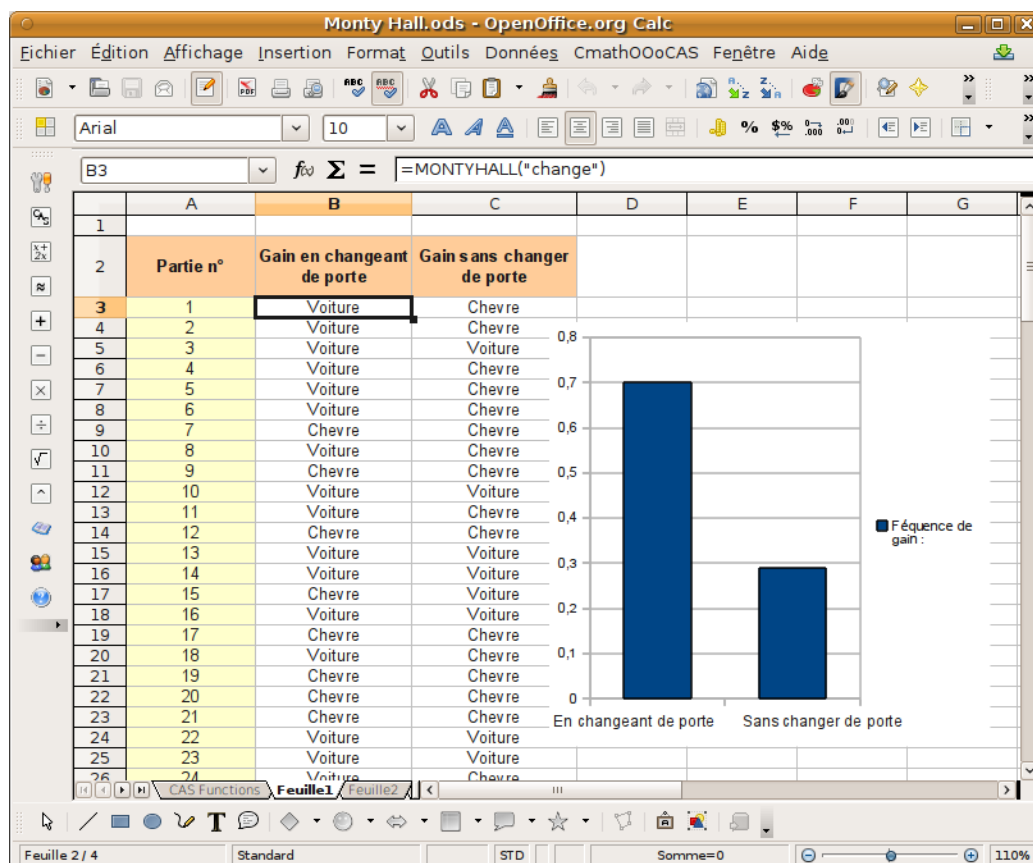 Monty Hall.ods - OpenOffice.org Calc
Fichier Édition Affichage Insertion Format Outils Données CmathOOoCAS Fenêtre Aide
Arial 10
B3 =MONTYHALL("change")
A B C D E F G
1
2 Partie n° Gain en changeant de porte Gain sans changer de porte
3 1 Voiture Chevre
4 2 Voiture Chevre
5 3 Voiture Voiture
6 4 Voiture Chevre
7 5 Voiture Chevre
8 6 Voiture Chevre
9 7 Chevre Chevre
10 8 Voiture Chevre
11 9 Chevre Chevre
12 10 Voiture Voiture
13 11 Voiture Chevre
14 12 Chevre Chevre
15 13 Voiture Voiture
16 14 Voiture Voiture
17 15 Chevre Voiture
18 16 Voiture Voiture
19 17 Chevre Chevre
20 18 Voiture Chevre
21 19 Chevre Chevre
22 20 Chevre Chevre
23 21 Chevre Chevre
24 22 Voiture Voiture
25 23 Voiture Voiture
26 24 Voiture Chevre
0,8
0,7
0,6
0,5
0,4
0,3
0,2
0,1
0
En changeant de porte Sans changer de porte
Féquence de
gain :
CAS Functions Feuille1 Feuille2
Feuille 2 / 4 Standard STD Somme=0 110%